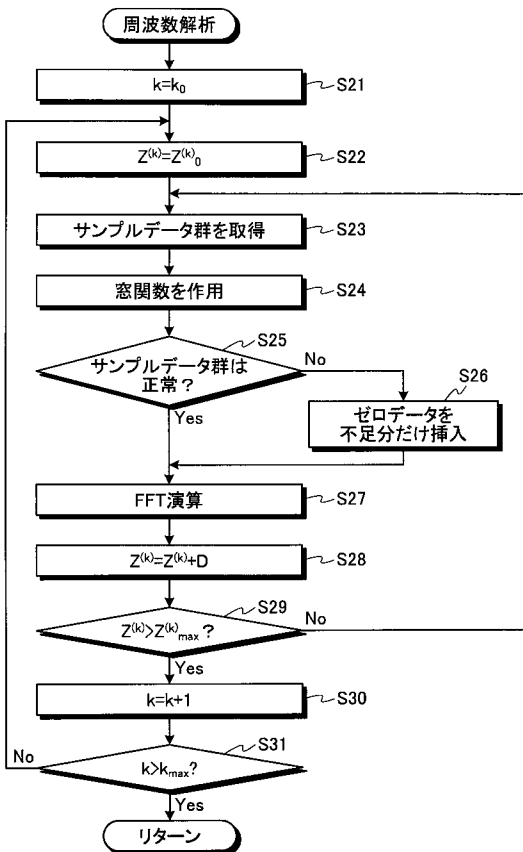 周波数解析
k=k₀
S21
Z⁽ᵏ⁾=Z⁽ᵏ⁾₀
S22
サンプルデータ群を取得
S23
窓関数を作用
S24
S25
サンプルデータ群は
正常？
No
Yes
S26
ゼロデータを
不足分だけ挿入
FFT演算
S27
Z⁽ᵏ⁾=Z⁽ᵏ⁾+D
S28
S29
Z⁽ᵏ⁾>Z⁽ᵏ⁾max？
No
Yes
k=k+1
S30
S31
No
k>kmax?
Yes
リターン